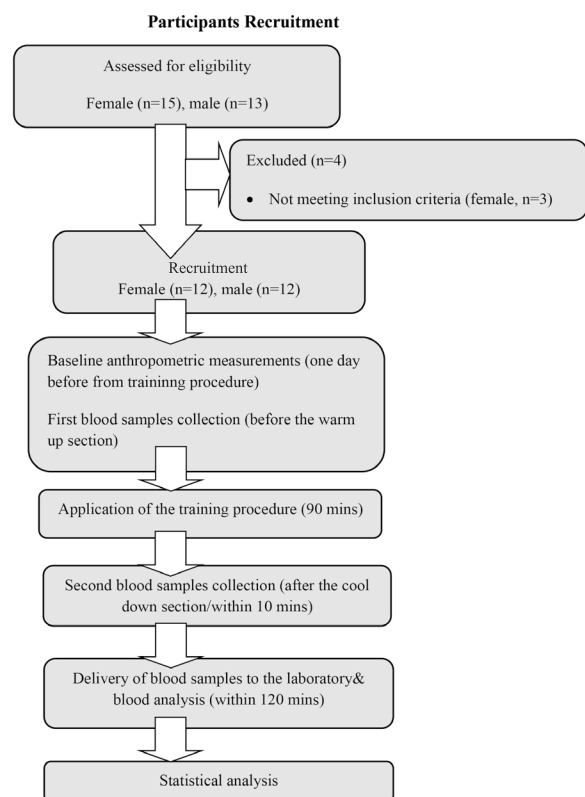 Participants Recruitment
Assessed for eligibility
Female (n=15), male (n=13)
Excluded (n=4)
• Not meeting inclusion criteria (female, n=3)
Recruitment
Female (n=12), male (n=12)
Baseline anthropometric measurements (one day
before from traininng procedure)
First blood samples collection (before the warm
up section)
Application of the training procedure (90 mins)
Second blood samples collection (after the cool
down section/within 10 mins)
Delivery of blood samples to the laboratory&
blood analysis (within 120 mins)
Statistical analysis